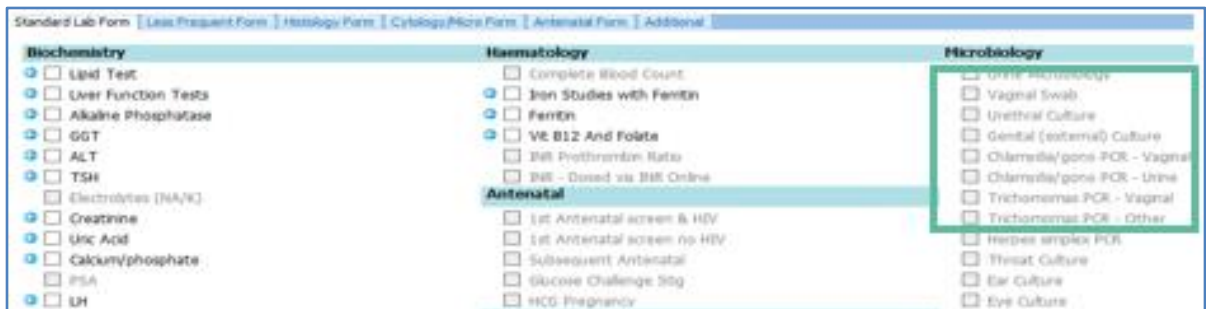 Standard Lab Form Less Frequent Form Histology Form Cytology/Micro Form Antenatal Form Additional
Biochemistry
Lipid Test
Liver Function Tests
Alkaline Phosphatase
GGT
ALT
TSH
Electrolytes (NA/K)
Creatinine
Uric Acid
Calcium/phosphate
PSA
LH
Haematology
Complete Blood Count
Iron Studies with Ferritin
Ferritin
Vit B12 And Folate
INR Prothrombin Ratio
INR - Dosed via INR Online
Antenatal
1st Antenatal screen & HIV
1st Antenatal screen no HIV
Subsequent Antenatal
Glucose Challenge 50g
HCG Pregnancy
Microbiology
Urine Microbiology
Vaginal Swab
Urethral Culture
Genital (external) Culture
Chlamydia/gono PCR - Vaginal
Chlamydia/gono PCR - Urine
Trichomonas PCR - Vaginal
Trichomonas PCR - Other
Herpes simplex PCR
Throat Culture
Ear Culture
Eye Culture